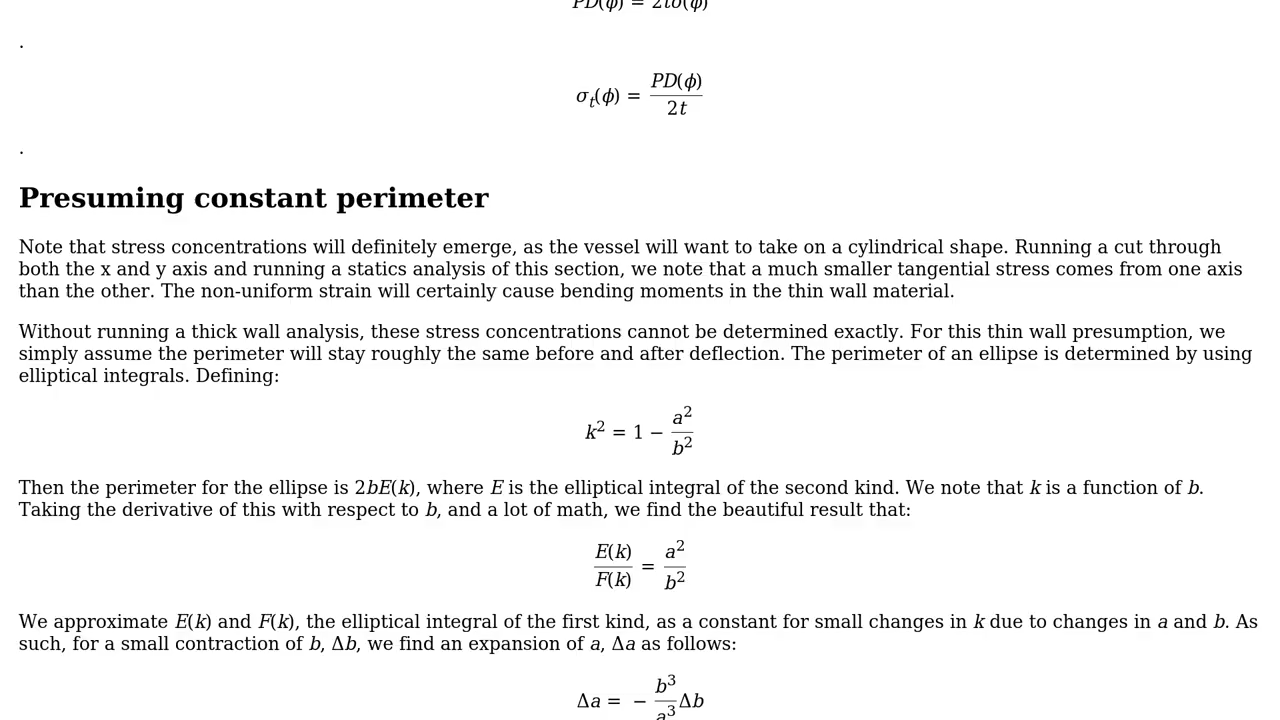 PD(ϕ) = 2tσ(ϕ)
.
σ_t(ϕ) = PD(ϕ) / 2t
.
Presuming constant perimeter
Note that stress concentrations will definitely emerge, as the vessel will want to take on a cylindrical shape. Running a cut through
both the x and y axis and running a statics analysis of this section, we note that a much smaller tangential stress comes from one axis
than the other. The non-uniform strain will certainly cause bending moments in the thin wall material.
Without running a thick wall analysis, these stress concentrations cannot be determined exactly. For this thin wall presumption, we
simply assume the perimeter will stay roughly the same before and after deflection. The perimeter of an ellipse is determined by using
elliptical integrals. Defining:
k² = 1 − a² / b²
Then the perimeter for the ellipse is 2bE(k), where E is the elliptical integral of the second kind. We note that k is a function of b.
Taking the derivative of this with respect to b, and a lot of math, we find the beautiful result that:
E(k) / F(k) = a² / b²
We approximate E(k) and F(k), the elliptical integral of the first kind, as a constant for small changes in k due to changes in a and b. As
such, for a small contraction of b, Δb, we find an expansion of a, Δa as follows:
Δa = − b³ / a³ Δb